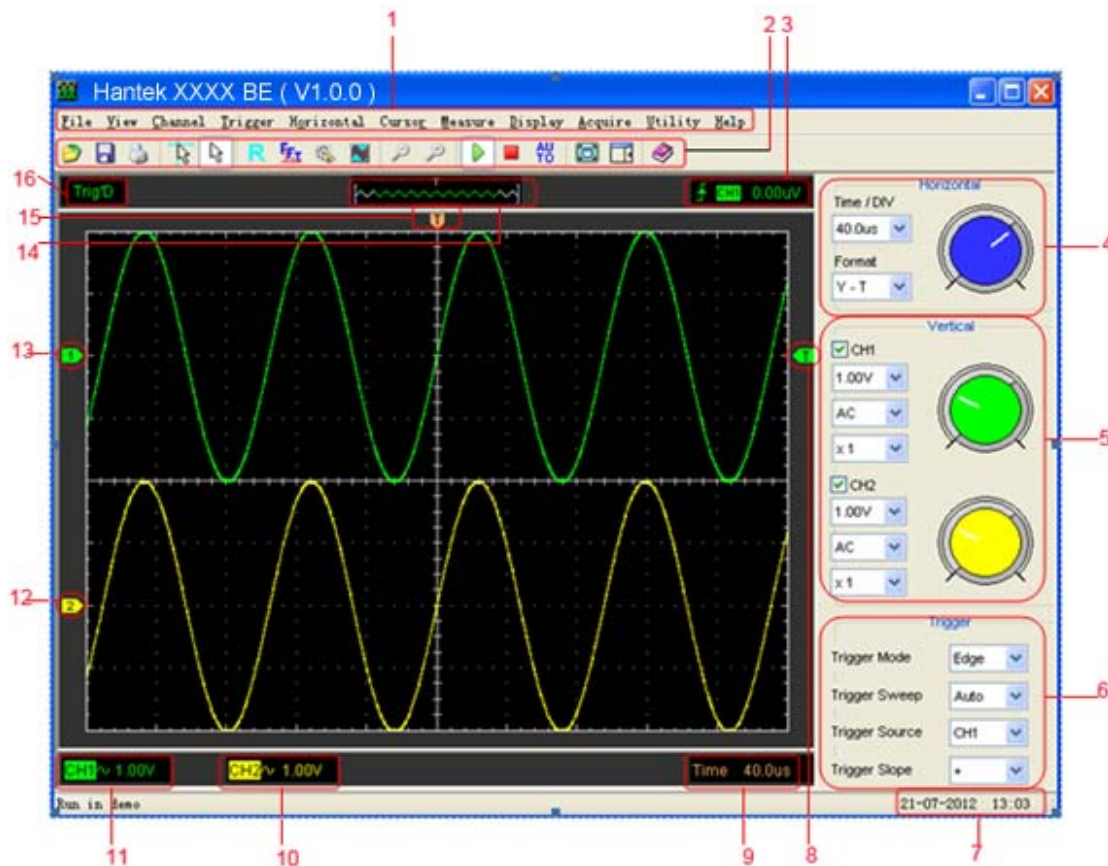 1
2 3
Hantek XXXX BE ( V1.0.0 )
File View Channel Trigger Horizontal Cursor Measure Display Acquire Utility Help
R FFT AUTO
16
Trig'D
T
CH1 0.00uV
15
T
14
Horizontal
Time / DIV
40.0us
Format
Y - T
4
13
1
T
Vertical
CH1
1.00V
AC
x 1
5
CH2
1.00V
AC
x 1
12
2
Trigger
Trigger Mode Edge
Trigger Sweep Auto
6
Trigger Source CH1
Trigger Slope +
CH1 ∿ 1.00V CH2 ∿ 1.00V Time 40.0us
Run in demo 21-07-2012 13:03
11 10 9 8 7